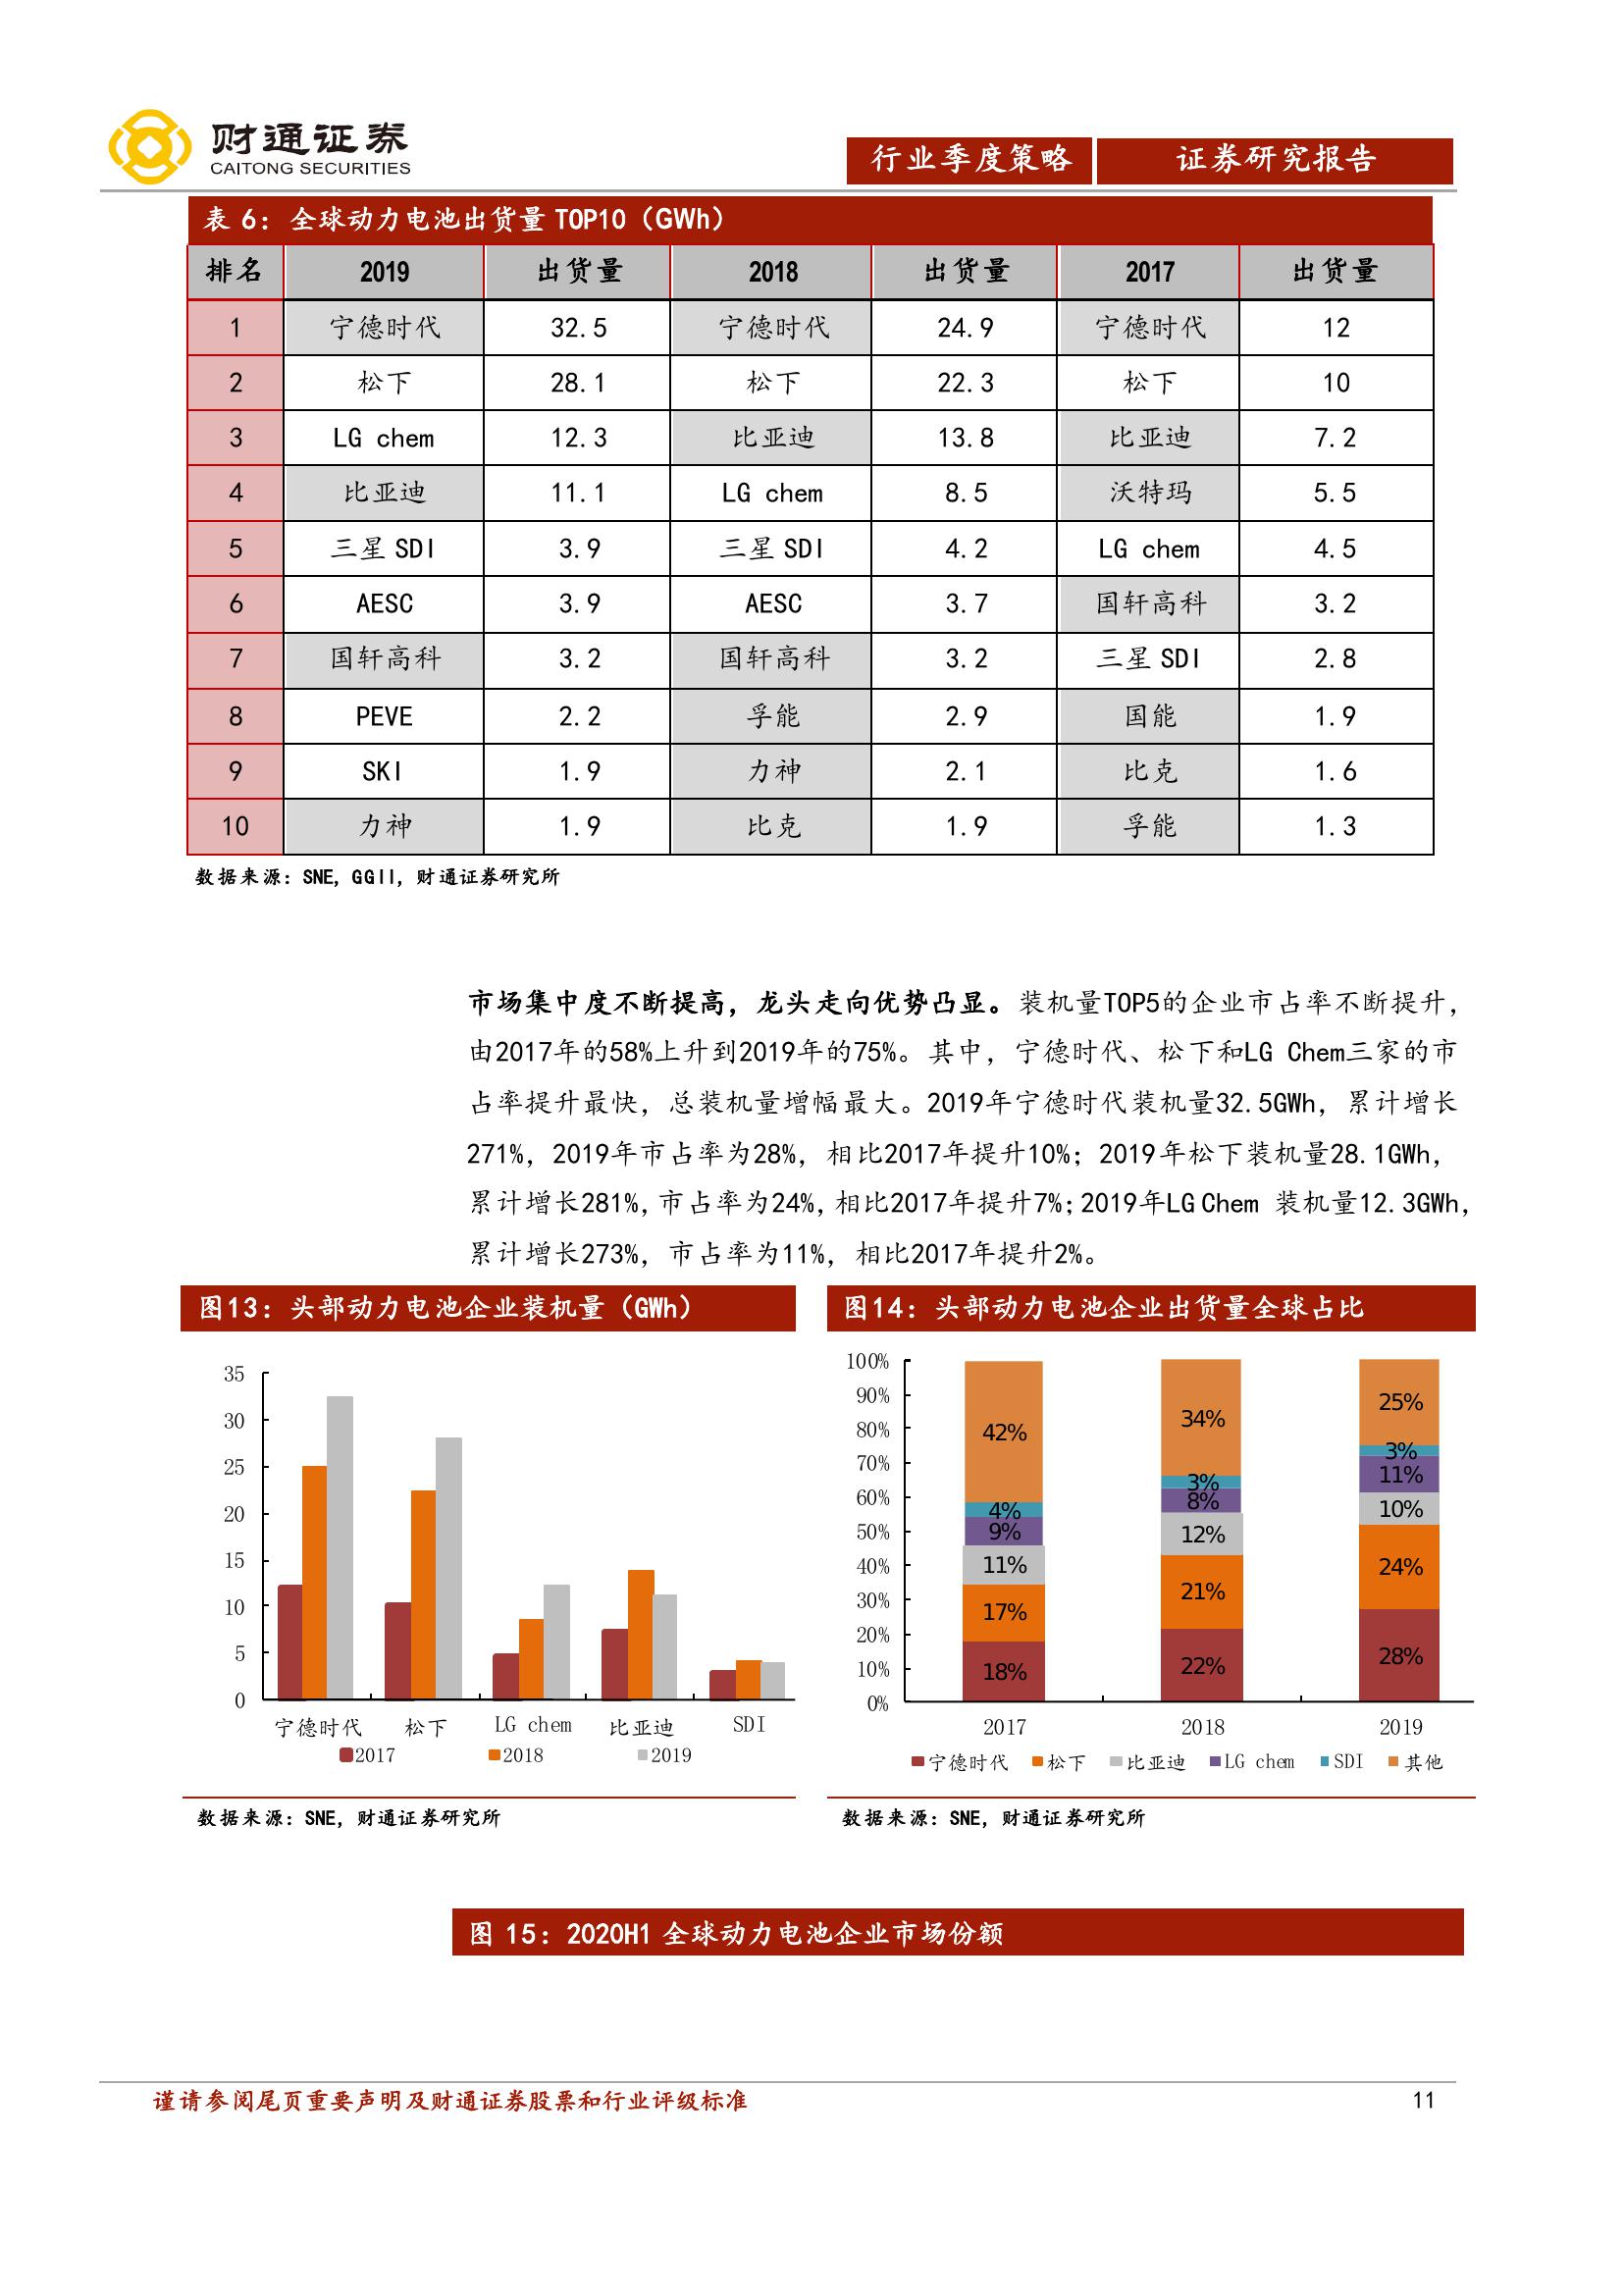 财通证券
CAITONG SECURITIES
行业季度策略 证券研究报告
表 6：全球动力电池出货量 TOP10（GWh）
排名 2019 出货量 2018 出货量 2017 出货量
1 宁德时代 32.5 宁德时代 24.9 宁德时代 12
2 松下 28.1 松下 22.3 松下 10
3 LG chem 12.3 比亚迪 13.8 比亚迪 7.2
4 比亚迪 11.1 LG chem 8.5 沃特玛 5.5
5 三星 SDI 3.9 三星 SDI 4.2 LG chem 4.5
6 AESC 3.9 AESC 3.7 国轩高科 3.2
7 国轩高科 3.2 国轩高科 3.2 三星 SDI 2.8
8 PEVE 2.2 孚能 2.9 国能 1.9
9 SKI 1.9 力神 2.1 比克 1.6
10 力神 1.9 比克 1.9 孚能 1.3
数据来源：SNE，GGII，财通证券研究所
市场集中度不断提高，龙头走向优势凸显。装机量TOP5的企业市占率不断提升，
由2017年的58%上升到2019年的75%。其中，宁德时代、松下和LG Chem三家的市
占率提升最快，总装机量增幅最大。2019年宁德时代装机量32.5GWh，累计增长
271%，2019年市占率为28%，相比2017年提升10%；2019年松下装机量28.1GWh，
累计增长281%，市占率为24%，相比2017年提升7%；2019年LG Chem 装机量12.3GWh，
累计增长273%，市占率为11%，相比2017年提升2%。
图13：头部动力电池企业装机量（GWh）
35
30
25
20
15
10
5
0
宁德时代 松下 LG chem 比亚迪 SDI
2017 2018 2019
数据来源：SNE，财通证券研究所
图14：头部动力电池企业出货量全球占比
100%
90%
80%
70%
60%
50%
40%
30%
20%
10%
0%
42% 34% 25%
4% 3% 3%
9% 8% 11%
11% 12% 10%
17% 21% 24%
18% 22% 28%
2017 2018 2019
宁德时代 松下 比亚迪 LG chem SDI 其他
数据来源：SNE，财通证券研究所
图 15：2020H1 全球动力电池企业市场份额
谨请参阅尾页重要声明及财通证券股票和行业评级标准 11